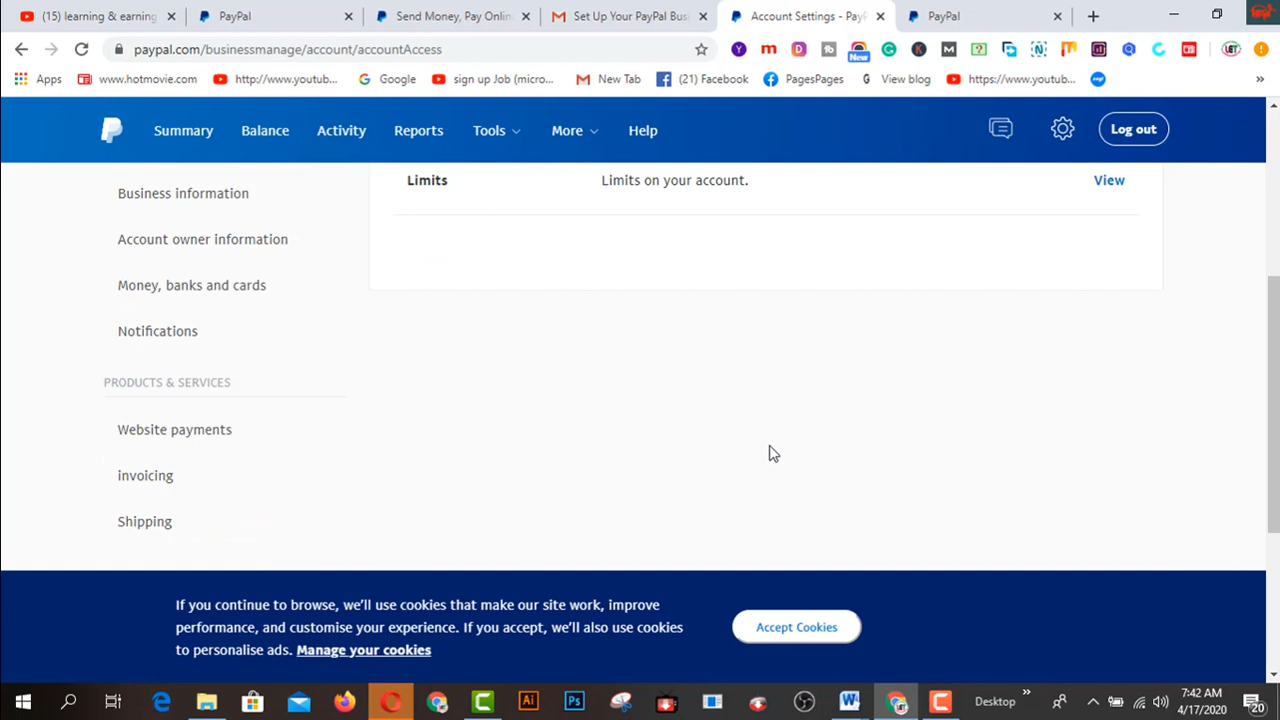 (15) learning & earning
PayPal
Send Money, Pay Onlin
Set Up Your PayPal Busi
Account Settings - PayP
PayPal
paypal.com/businessmanage/account/accountAccess
New
Apps
www.hotmovie.com
http://www.youtub...
Google
sign up Job (micro...
New Tab
(21) Facebook
PagesPages
View blog
https://www.youtub...
»
Summary
Balance
Activity
Reports
Tools
More
Help
Log out
Business information
Limits
Limits on your account.
View
Account owner information
Money, banks and cards
Notifications
PRODUCTS & SERVICES
Website payments
invoicing
Shipping
If you continue to browse, we'll use cookies that make our site work, improve
performance, and customise your experience. If you accept, we'll also use cookies
to personalise ads. Manage your cookies
Accept Cookies
Desktop
7:42 AM
4/17/2020
20